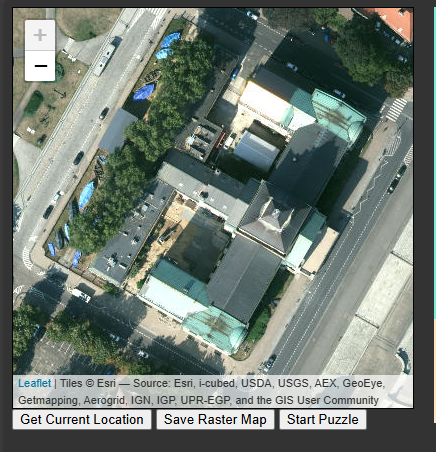 +
−
Leaflet | Tiles © Esri — Source: Esri, i-cubed, USDA, USGS, AEX, GeoEye,
Getmapping, Aerogrid, IGN, IGP, UPR-EGP, and the GIS User Community
Get Current Location Save Raster Map Start Puzzle